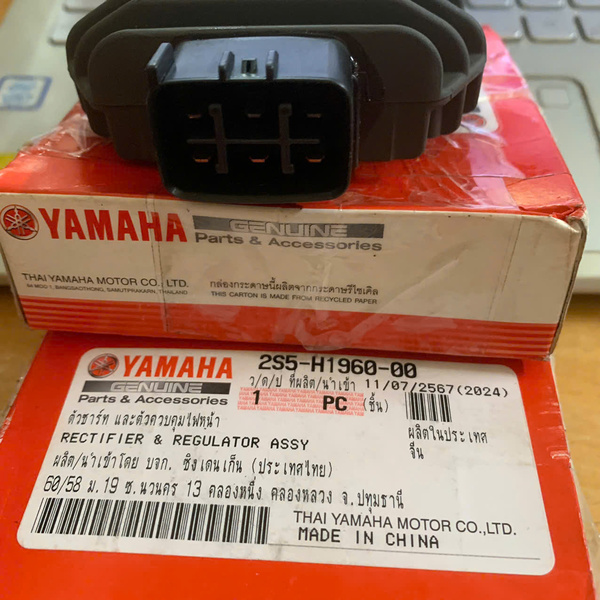 YAMAHA
GENUINE
Parts & Accessories
THAI YAMAHA MOTOR CO., LTD.
64 MOO 1, BANGSAOTHONG, SAMUTPRAKARN, THAILAND
กล่องกระดาษนี้ผลิตจากกระดาษรีไซเคิล
THIS CARTON IS MADE FROM RECYCLED PAPER
YAMAHA
GENUINE
Parts & Accessories
2S5-H1960-00
ว/ด/ป ที่ผลิต/นำเข้า 11/07/2567(2024)
1 PC (ชิ้น)
ตัวชาร์ท และตัวควบคุมไฟหน้า
RECTIFIER & REGULATOR ASSY
ผลิตในประเทศ
จีน
ผลิต/นำเข้าโดย บจก. ซิงเดนเก็น (ประเทศไทย)
60/58 ม.19 ซ.นวนคร 13 คลองหนึ่ง คลองหลวง จ.ปทุมธานี
THAI YAMAHA MOTOR CO,.LTD.
MADE IN CHINA